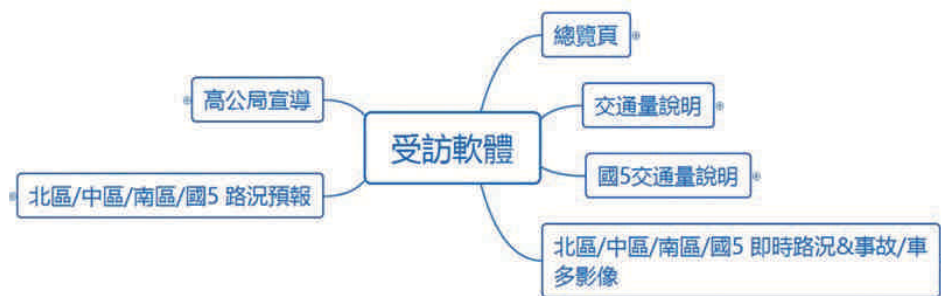 總覽頁
高公局宣導
交通量說明
受訪軟體
國5交通量說明
北區/中區/南區/國5 路況預報
北區/中區/南區/國5 即時路況&事故/車
多影像